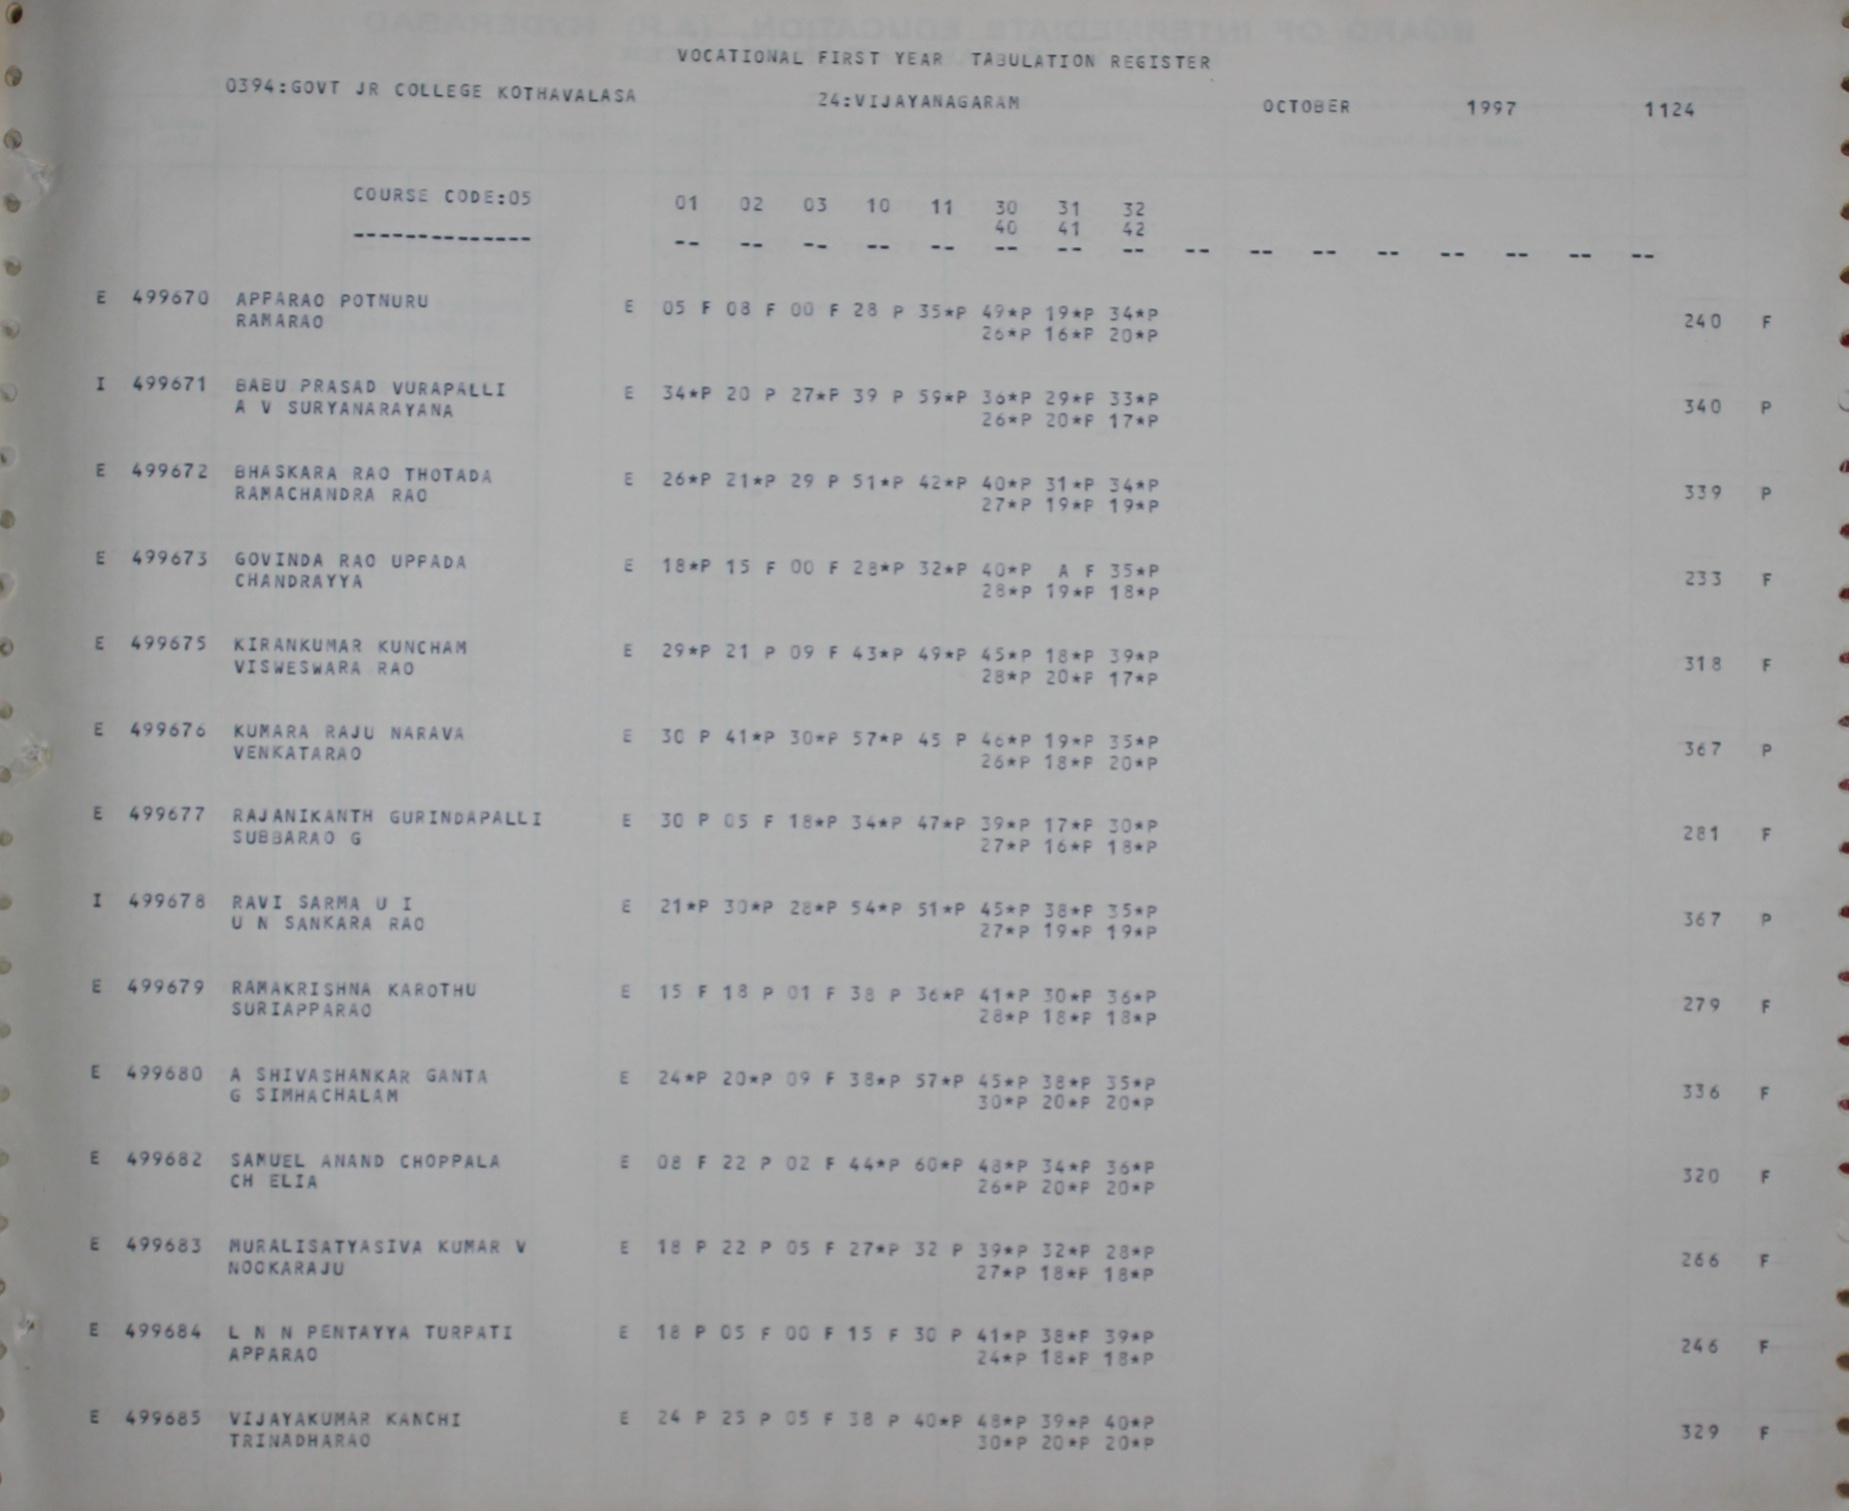 VOCATIONAL FIRST YEAR TABULATION REGISTER
0394:GOVT JR COLLEGE KOTHAVALASA 24:VIJAYANAGARAM OCTOBER 1997 1124
COURSE CODE:05 01 02 03 10 11 30 31 32
40 41 42
-------------- -- -- -- -- -- -- -- -- -- -- -- -- -- -- -- --
E 499670 APPARAO POTNURU E 05 F 08 F 00 F 28 P 35*P 49*P 19*P 34*P
RAMARAO 26*P 16*P 20*P 240 F
I 499671 BABU PRASAD VURAPALLI E 34*P 20 P 27*P 39 P 59*P 36*P 29*P 33*P
A V SURYANARAYANA 26*P 20*P 17*P 340 P
E 499672 BHASKARA RAO THOTADA E 26*P 21*P 29 P 51*P 42*P 40*P 31*P 34*P
RAMACHANDRA RAO 27*P 19*P 19*P 339 P
E 499673 GOVINDA RAO UPPADA E 18*P 15 F 00 F 28*P 32*P 40*P A F 35*P
CHANDRAYYA 28*P 19*P 18*P 233 F
E 499675 KIRANKUMAR KUNCHAM E 29*P 21 P 09 F 43*P 49*P 45*P 18*P 39*P
VISWESWARA RAO 28*P 20*P 17*P 318 F
E 499676 KUMARA RAJU NARAVA E 30 P 41*P 30*P 57*P 45 P 46*P 19*P 35*P
VENKATARAO 26*P 18*P 20*P 367 P
E 499677 RAJANIKANTH GURINDAPALLI E 30 P 05 F 18*P 34*P 47*P 39*P 17*P 30*P
SUBBARAO G 27*P 16*P 18*P 281 F
I 499678 RAVI SARMA U I E 21*P 30*P 28*P 54*P 51*P 45*P 38*P 35*P
U N SANKARA RAO 27*P 19*P 19*P 367 P
E 499679 RAMAKRISHNA KAROTHU E 15 F 18 P 01 F 38 P 36*P 41*P 30*P 36*P
SURIAPPARAO 28*P 18*P 18*P 279 F
E 499680 A SHIVASHANKAR GANTA E 24*P 20*P 09 F 38*P 57*P 45*P 38*P 35*P
G SIMHACHALAM 30*P 20*P 20*P 336 F
E 499682 SAMUEL ANAND CHOPPALA E 08 F 22 P 02 F 44*P 60*P 48*P 34*P 36*P
CH ELIA 26*P 20*P 20*P 320 F
E 499683 MURALISATYASIVA KUMAR V E 18 P 22 P 05 F 27*P 32 P 39*P 32*P 28*P
NOOKARAJU 27*P 18*P 18*P 266 F
E 499684 L N N PENTAYYA TURPATI E 18 P 05 F 00 F 15 F 30 P 41*P 38*P 39*P
APPARAO 24*P 18*P 18*P 246 F
E 499685 VIJAYAKUMAR KANCHI E 24 P 25 P 05 F 38 P 40*P 48*P 39*P 40*P
TRINADHARAO 30*P 20*P 20*P 329 F